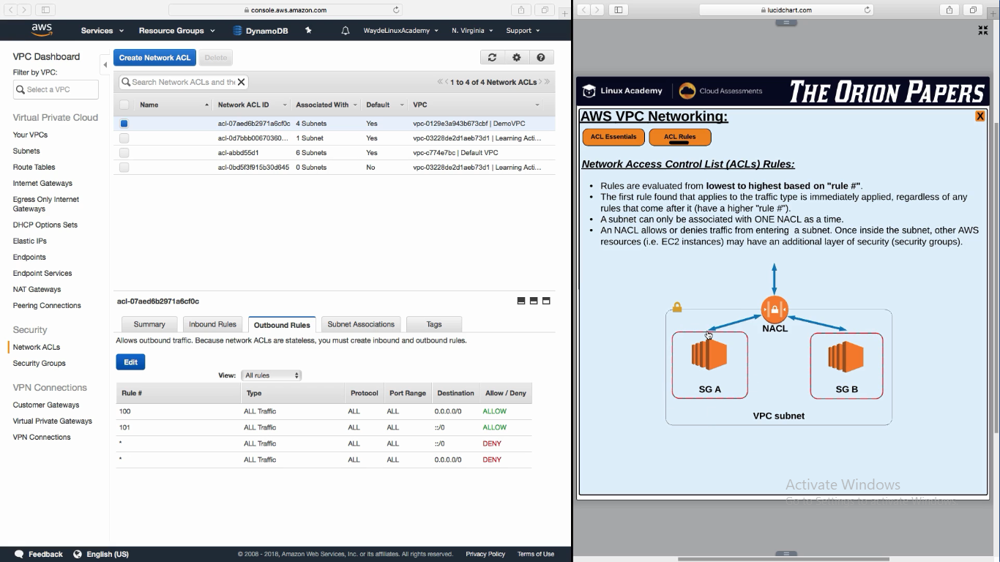 console.aws.amazon.com
lucidchart.com
aws Services Resource Groups DynamoDB WaydeLinuxAcademy N. Virginia Support
VPC Dashboard
Filter by VPC:
Select a VPC
Virtual Private Cloud
Your VPCs
Subnets
Route Tables
Internet Gateways
Egress Only Internet
Gateways
DHCP Options Sets
Elastic IPs
Endpoints
Endpoint Services
NAT Gateways
Peering Connections
Security
Network ACLs
Security Groups
VPN Connections
Customer Gateways
Virtual Private Gateways
VPN Connections
Create Network ACL Delete
Search Network ACLs and the X 1 to 4 of 4 Network ACLs
Name Network ACL ID Associated With Default VPC
acl-07aed6b2971a6cf0c 4 Subnets Yes vpc-0129e3a943b673cbf | DemoVPC
acl-0d7bbb00670360... 1 Subnet Yes vpc-03228de2d1aeb73d1 | Learning Acti...
acl-abbd55d1 6 Subnets Yes vpc-c774e7bc | Default VPC
acl-0bd5f3f915b30d645 0 Subnets No vpc-03228de2d1aeb73d1 | Learning Acti...
acl-07aed6b2971a6cf0c
Summary Inbound Rules Outbound Rules Subnet Associations Tags
Allows outbound traffic. Because network ACLs are stateless, you must create inbound and outbound rules.
Edit
View: All rules
Rule # Type Protocol Port Range Destination Allow / Deny
100 ALL Traffic ALL ALL 0.0.0.0/0 ALLOW
101 ALL Traffic ALL ALL ::/0 ALLOW
* ALL Traffic ALL ALL ::/0 DENY
* ALL Traffic ALL ALL 0.0.0.0/0 DENY
Feedback English (US) © 2008 - 2018, Amazon Web Services, Inc. or its affiliates. All rights reserved. Privacy Policy Terms of Use
Linux Academy Cloud Assessments THE ORION PAPERS
AWS VPC Networking: X
ACL Essentials ACL Rules
Network Access Control List (ACLs) Rules:
• Rules are evaluated from lowest to highest based on "rule #".
• The first rule found that applies to the traffic type is immediately applied, regardless of any
rules that come after it (have a higher "rule #").
• A subnet can only be associated with ONE NACL as a time.
• An NACL allows or denies traffic from entering a subnet. Once inside the subnet, other AWS
resources (i.e. EC2 instances) may have an additional layer of security (security groups).
NACL
SG A SG B
VPC subnet
Activate Windows
Go to Settings to activate Windows.